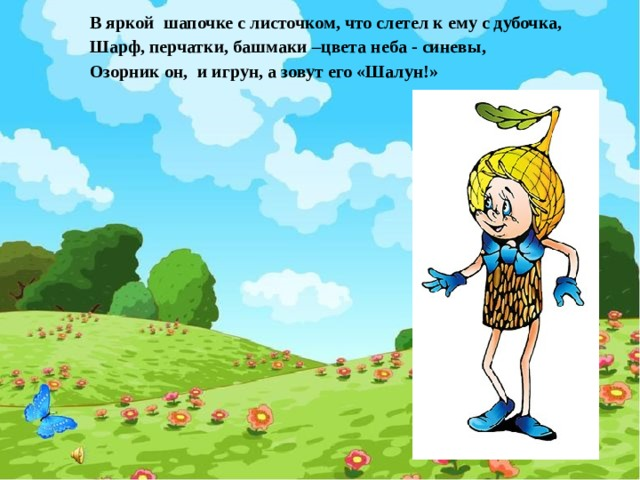 В яркой шапочке с листочком, что слетел к ему с дубочка,
Шарф, перчатки, башмаки –цвета неба - синевы,
Озорник он, и игрун, а зовут его «Шалун!»